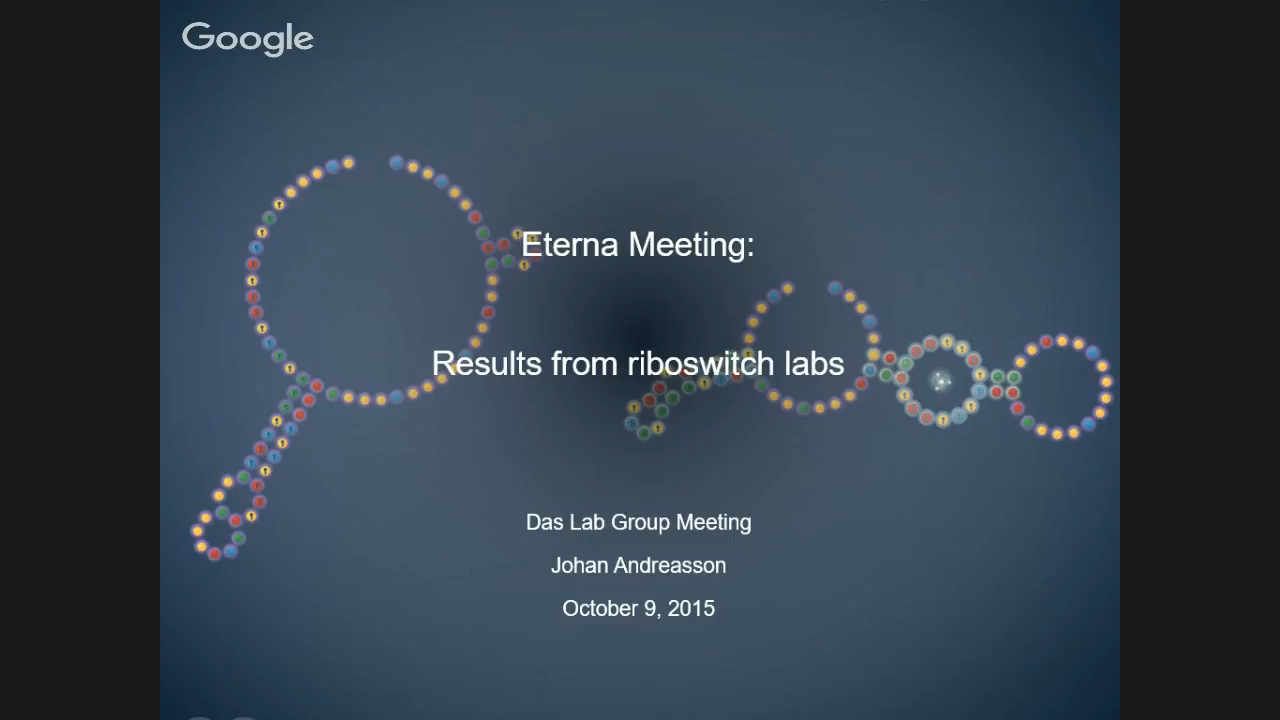 Google
Eterna Meeting:
Results from riboswitch labs
Das Lab Group Meeting
Johan Andreasson
October 9, 2015